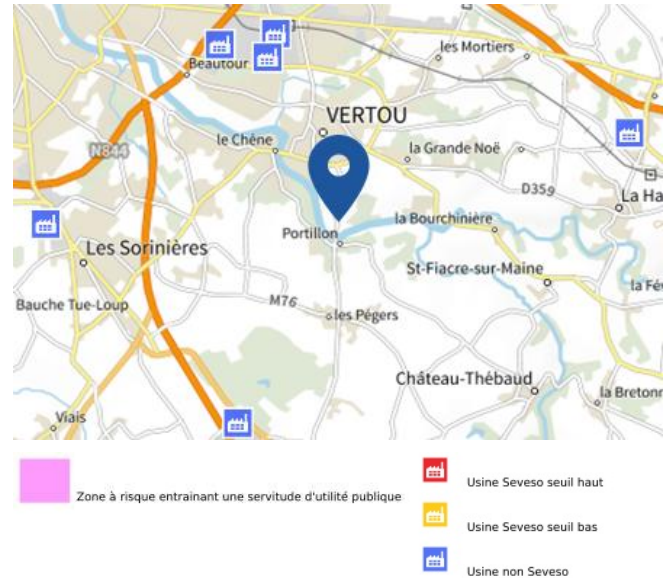 les Mortiers
Beautour
VERTOU
le Chêne
la Grande Noë
N844
D359
La Ha
Portillon
la Bourchinière
Les Sorinières
St-Fiacre-sur-Maine
la Fév
Bauche Tue-Loup
M76
les Pégers
Château-Thébaud
la Bretonn
Viais
Zone à risque entrainant une servitude d'utilité publique
Usine Seveso seuil haut
Usine Seveso seuil bas
Usine non Seveso